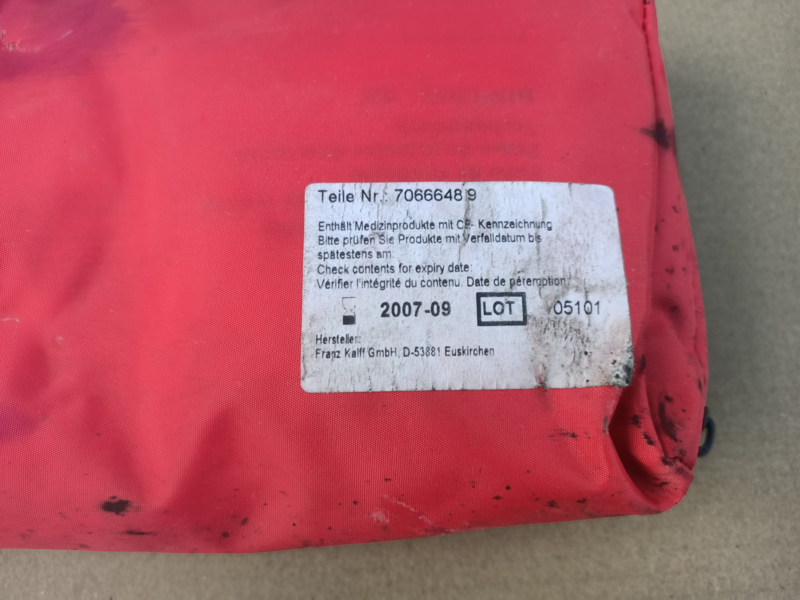 Teile Nr.: 7066648 9
Enthält Medizinprodukte mit CE- Kennzeichnung
Bitte prüfen Sie Produkte mit Verfalldatum bis
spätestens am:
Check contents for expiry date:
Vérifier l'intégrité du contenu. Date de péremption:
2007-09 LOT 05101
Hersteller:
Franz Kalff GmbH, D-53881 Euskirchen